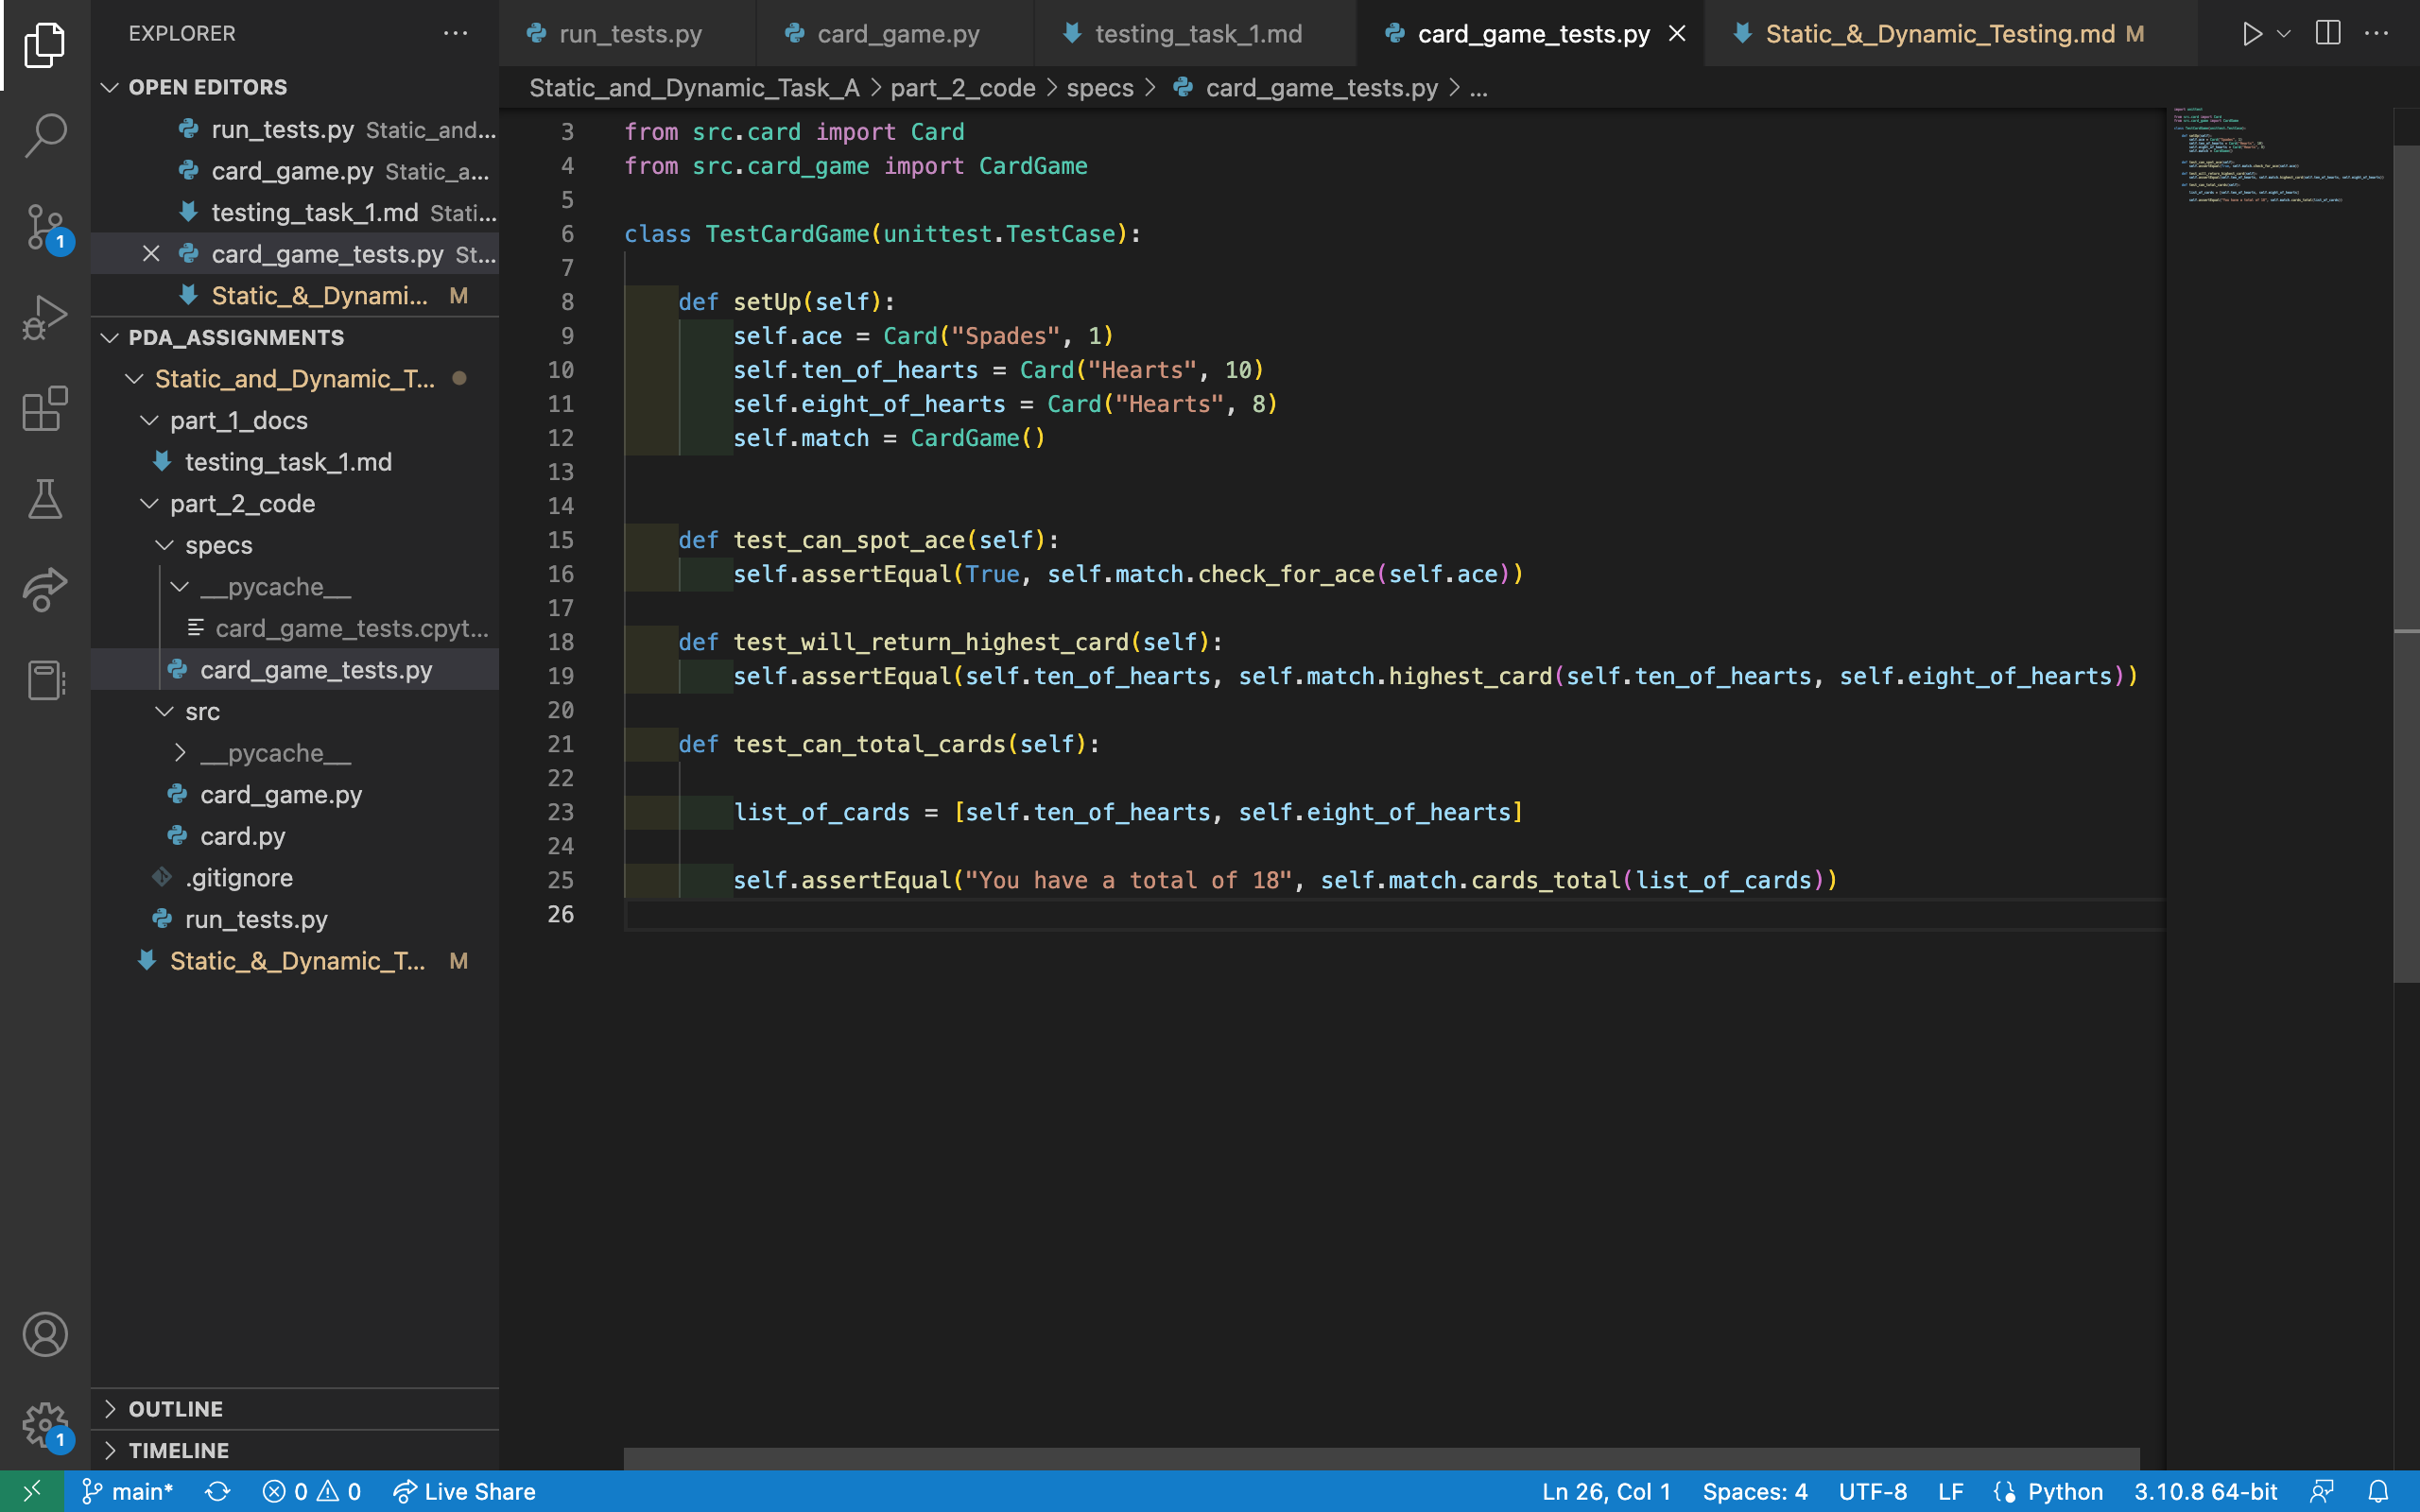 EXPLORER
run_tests.py
card_game.py
testing_task_1.md
card_game_tests.py
Static_&_Dynamic_Testing.md M
OPEN EDITORS
run_tests.py Static_and...
card_game.py Static_a...
testing_task_1.md Stati...
card_game_tests.py St...
Static_&_Dynami... M
PDA_ASSIGNMENTS
Static_and_Dynamic_T...
part_1_docs
testing_task_1.md
part_2_code
specs
__pycache__
card_game_tests.cpyt...
card_game_tests.py
src
__pycache__
card_game.py
card.py
.gitignore
run_tests.py
Static_&_Dynamic_T... M
OUTLINE
TIMELINE
1
1
Static_and_Dynamic_Task_A > part_2_code > specs > card_game_tests.py > ...
3 from src.card import Card
4 from src.card_game import CardGame
5
6 class TestCardGame(unittest.TestCase):
7
8 def setUp(self):
9 self.ace = Card("Spades", 1)
10 self.ten_of_hearts = Card("Hearts", 10)
11 self.eight_of_hearts = Card("Hearts", 8)
12 self.match = CardGame()
13
14
15 def test_can_spot_ace(self):
16 self.assertEqual(True, self.match.check_for_ace(self.ace))
17
18 def test_will_return_highest_card(self):
19 self.assertEqual(self.ten_of_hearts, self.match.highest_card(self.ten_of_hearts, self.eight_of_hearts))
20
21 def test_can_total_cards(self):
22
23 list_of_cards = [self.ten_of_hearts, self.eight_of_hearts]
24
25 self.assertEqual("You have a total of 18", self.match.cards_total(list_of_cards))
26
main* 0 0 Live Share Ln 26, Col 1 Spaces: 4 UTF-8 LF Python 3.10.8 64-bit